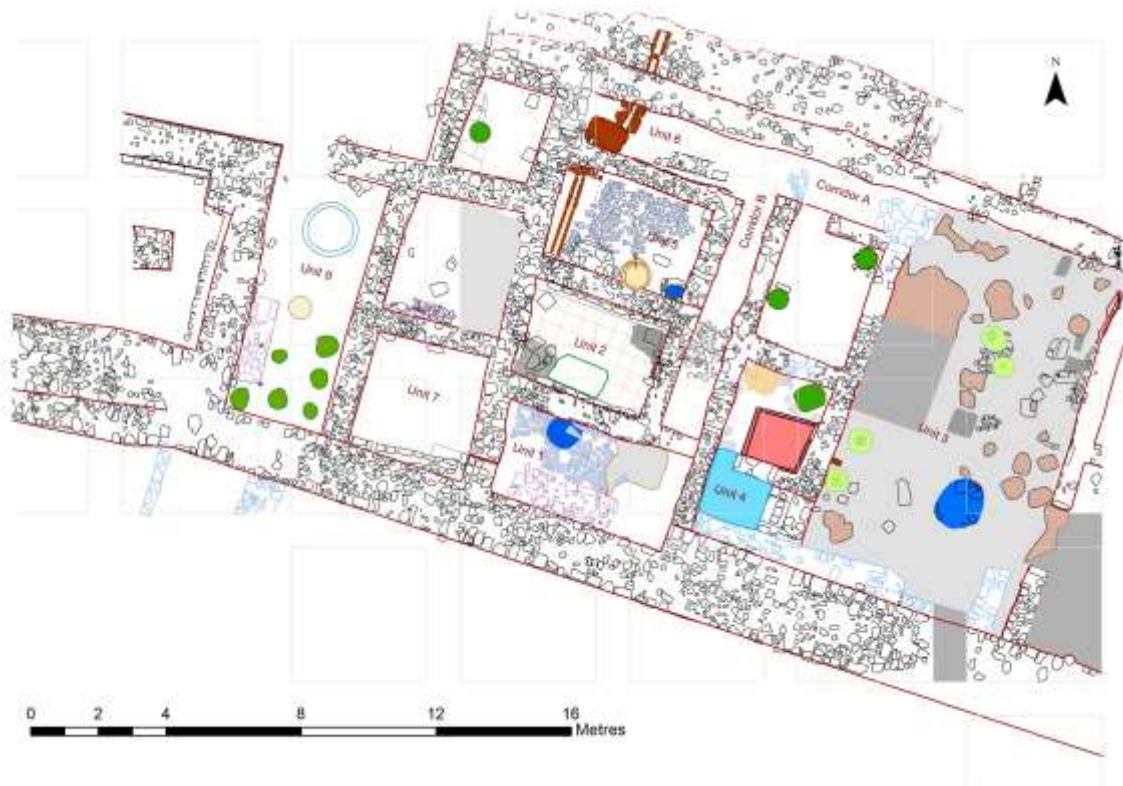 N
Unit 6
Corridor A
Corridor B
Unit 5
Unit 8
Unit 2
Unit 7
Unit 3
Unit 1
Unit 4
0 2 4 8 12 16
Metres